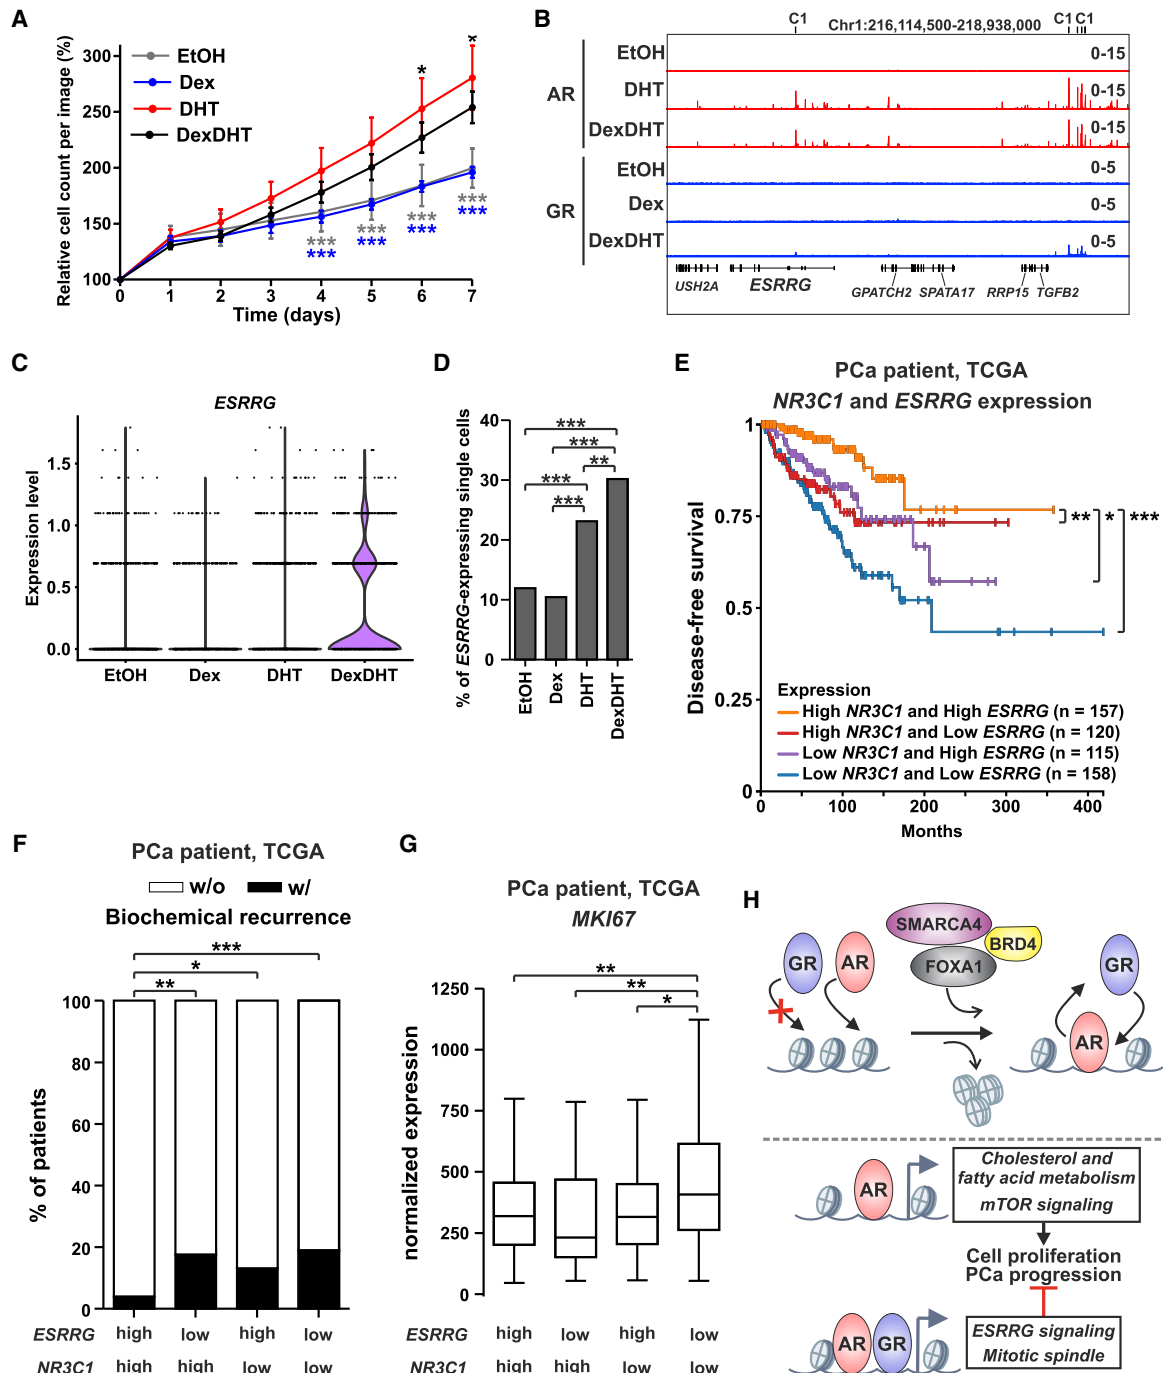 A
Relative cell count per image (%)
300
250
200
150
100
EtOH
Dex
DHT
DexDHT
*
*
***
***
***
***
***
***
***
***
0 1 2 3 4 5 6 7
Time (days)
B
C1 Chr1:216,114,500-218,938,000 C1 C1
AR
EtOH 0-15
DHT 0-15
DexDHT 0-15
GR
EtOH 0-5
Dex 0-5
DexDHT 0-5
USH2A ESRRG GPATCH2 SPATA17 RRP15 TGFB2
C
ESRRG
Expression level
1.5
1.0
0.5
0.0
EtOH Dex DHT DexDHT
D
% of ESRRG-expressing single cells
40
30
20
10
0
***
***
**
***
***
EtOH Dex DHT DexDHT
E
PCa patient, TCGA
NR3C1 and ESRRG expression
Disease-free survival
1
0.75
0.5
0.25
0
** * ***
Expression
High NR3C1 and High ESRRG (n = 157)
High NR3C1 and Low ESRRG (n = 120)
Low NR3C1 and High ESRRG (n = 115)
Low NR3C1 and Low ESRRG (n = 158)
0 100 200 300 400
Months
F
PCa patient, TCGA
w/o w/
Biochemical recurrence
***
*
**
% of patients
100
80
60
40
20
0
ESRRG high low high low
NR3C1 high high low low
G
PCa patient, TCGA
MKI67
**
**
*
normalized expression
1250
1000
750
500
250
0
ESRRG high low high low
NR3C1 high high low low
H
GR AR
SMARCA4
BRD4
FOXA1
GR
AR
AR
Cholesterol and
fatty acid metabolism
mTOR signaling
Cell proliferation
PCa progression
AR GR
ESRRG signaling
Mitotic spindle